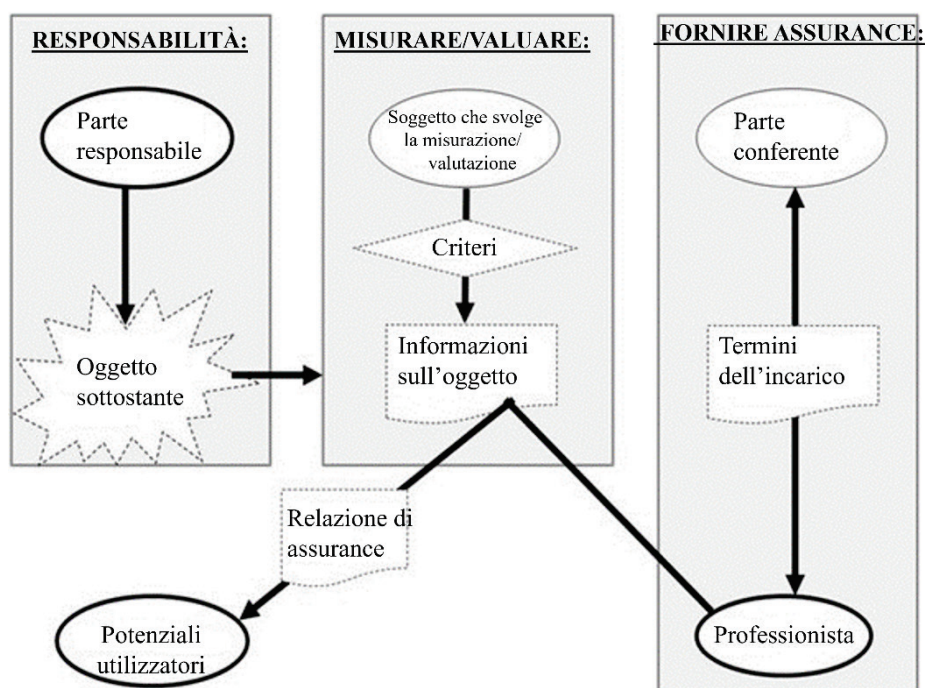 RESPONSABILITÀ:
Parte
responsabile
Oggetto
sottostante
MISURARE/VALUARE:
Soggetto che svolge
la misurazione/
valutazione
Criteri
Informazioni
sull’oggetto
FORNIRE ASSURANCE:
Parte
conferente
Termini
dell’incarico
Relazione di
assurance
Potenziali
utilizzatori
Professionista